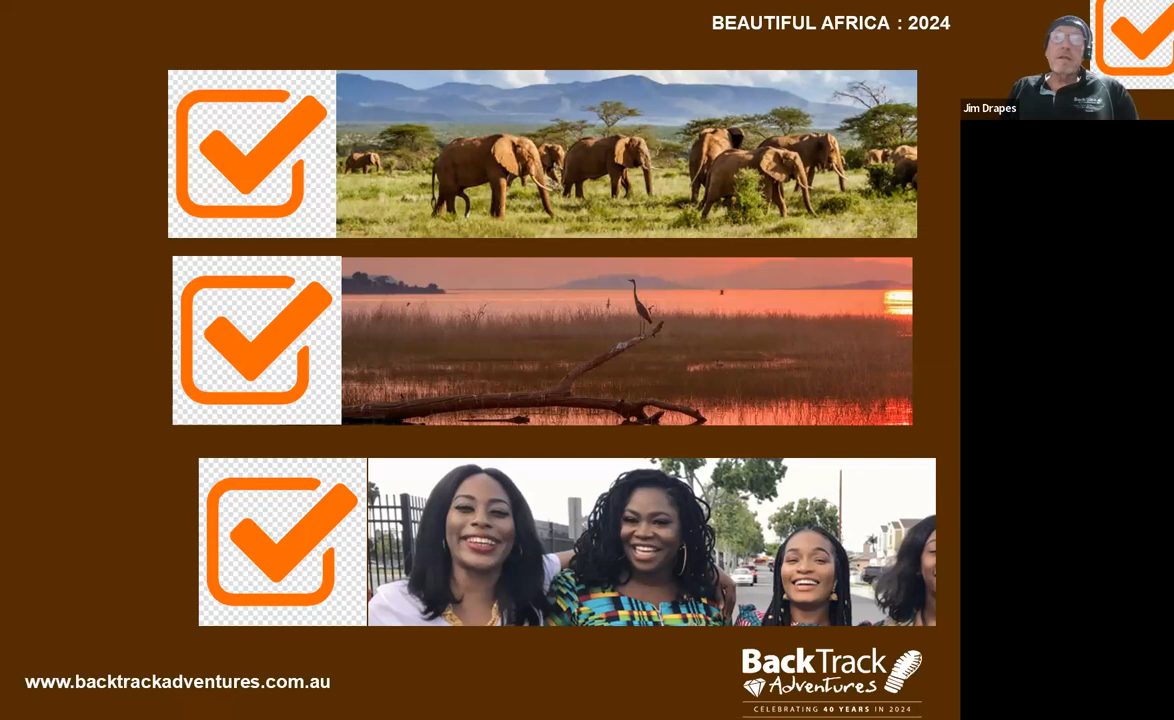 BEAUTIFUL AFRICA : 2024
Jim Drapes
www.backtrackadventures.com.au
BackTrack
Adventures
CELEBRATING 40 YEARS IN 2024